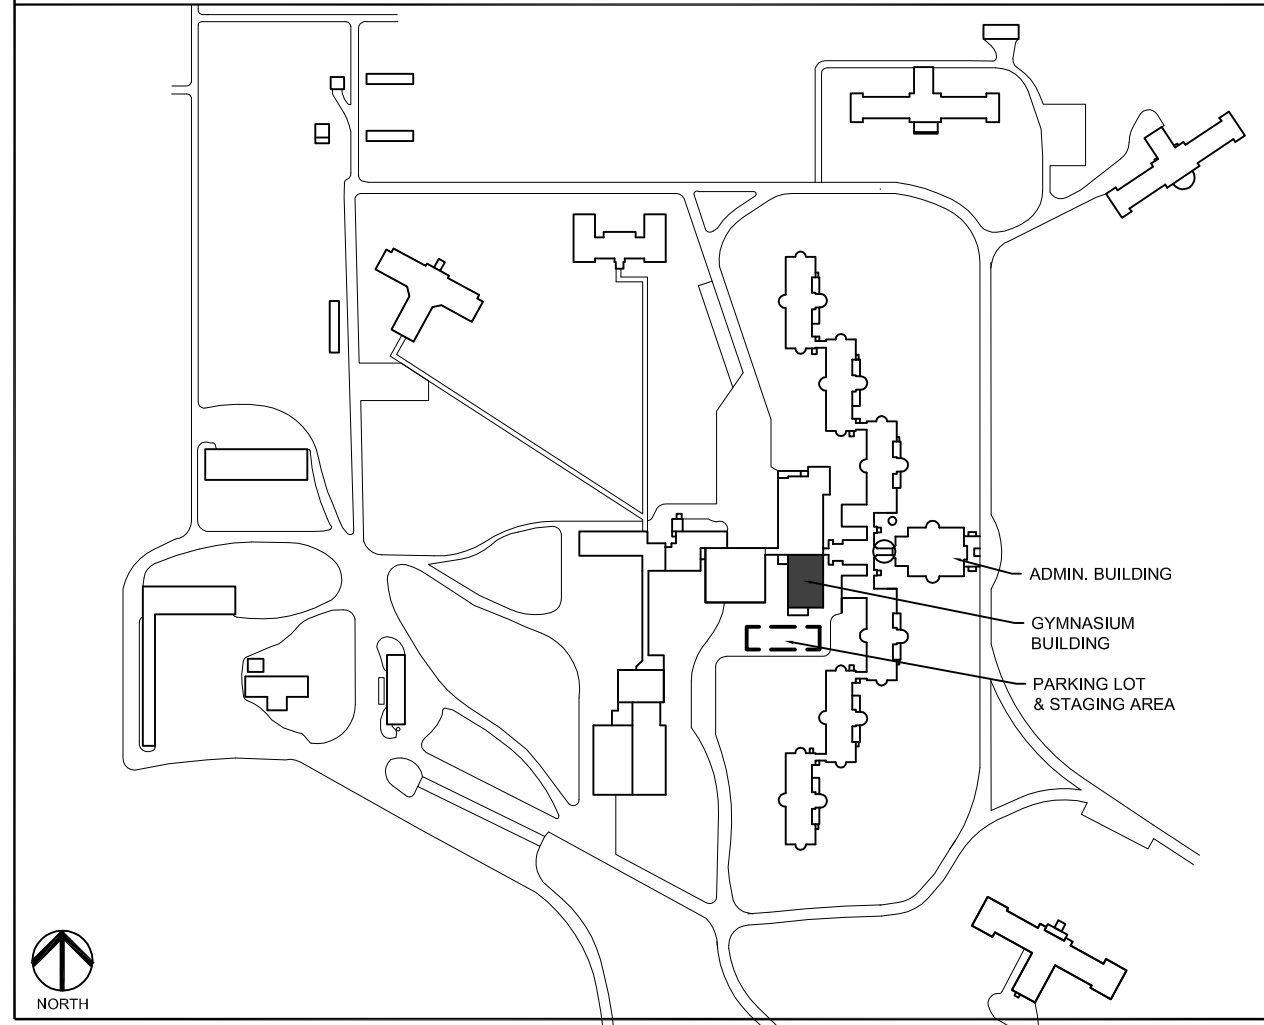 ADMIN. BUILDING
GYMNASIUM
BUILDING
PARKING LOT
& STAGING AREA
NORTH